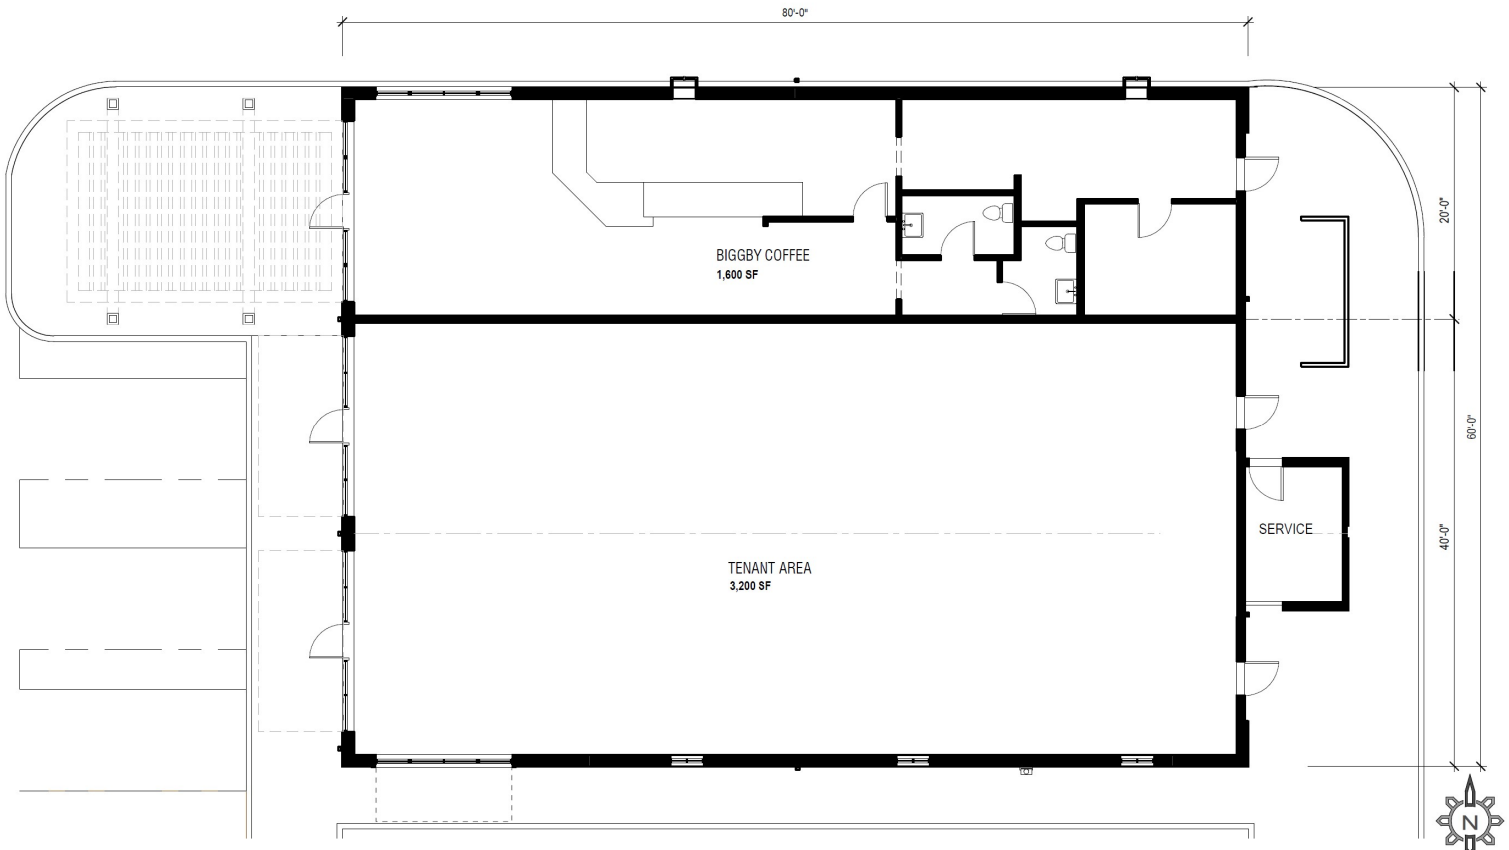 80'-0"
20'-0"
BIGGBY COFFEE
1,600 SF
60'-0"
40'-0"
SERVICE
TENANT AREA
3,200 SF
N